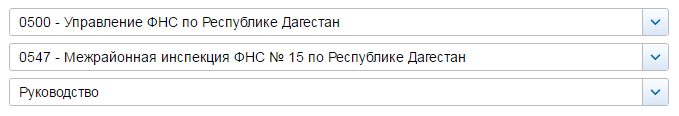 0500 - Управление ФНС по Республике Дагестан
0547 - Межрайонная инспекция ФНС № 15 по Республике Дагестан
Руководство